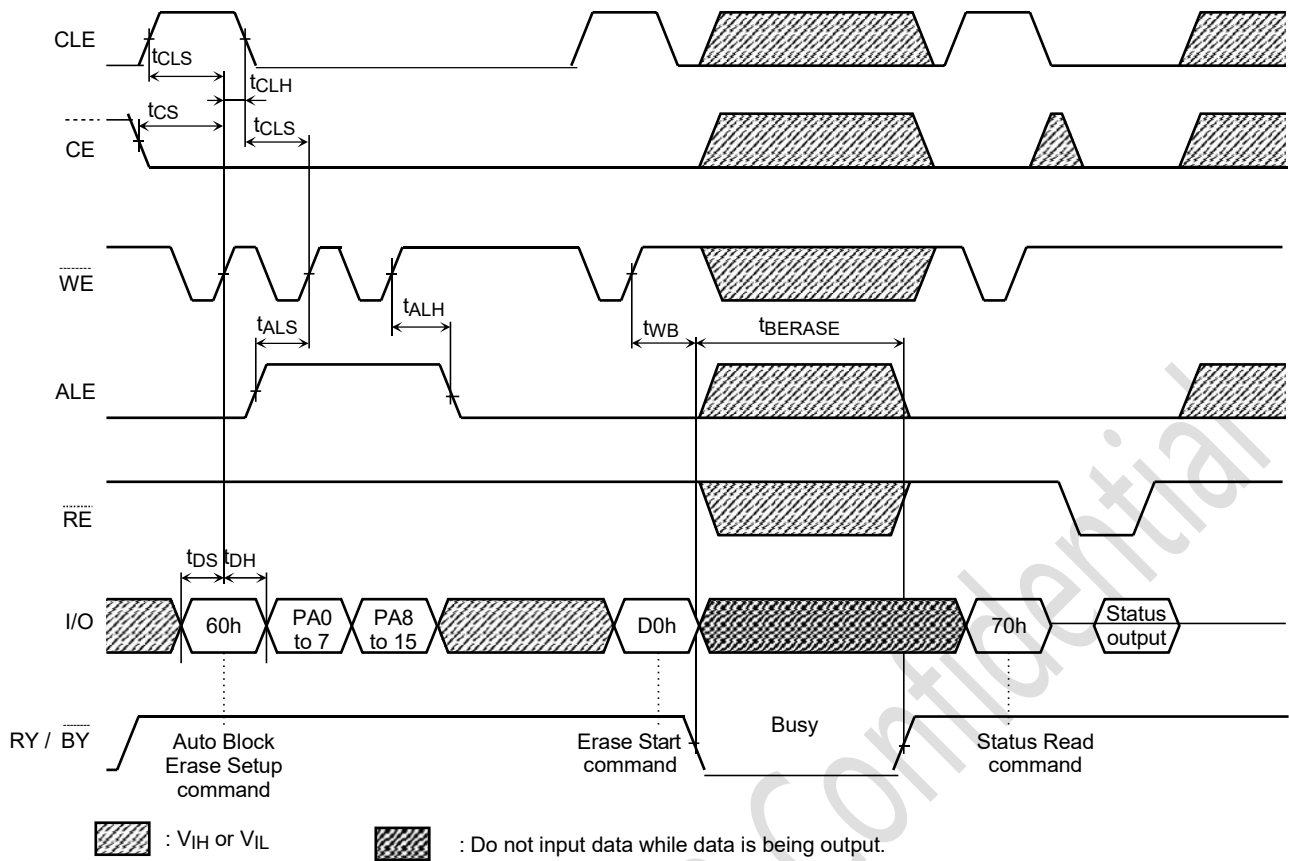 CLE
tCLS
tCLH
tCS
tCLS
CE
WE
tALS
tALH
tWB
tBERASE
ALE
RE
tDS tDH
I/O
60h
PA0
to 7
PA8
to 15
D0h
70h
Status
output
RY / BY
Auto Block
Erase Setup
command
Erase Start
command
Busy
Status Read
command
: VIH or VIL
: Do not input data while data is being output.
Confidential